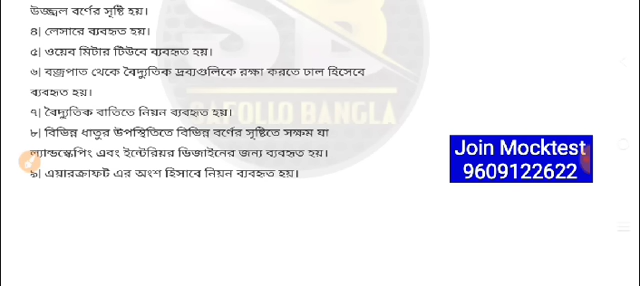 উজ্জ্বল বর্ণের সৃষ্টি হয়।
৪| লেসারে ব্যবহৃত হয়।
৫| ওয়েব মিটার টিউবে ব্যবহৃত হয়।
৬| বজ্রপাত থেকে বৈদ্যুতিক দ্রব্যগুলিকে রক্ষা করতে ঢাল হিসেবে
ব্যবহৃত হয়।
৭| বৈদ্যুতিক বাতিতে নিয়ন ব্যবহৃত হয়।
৮| বিভিন্ন ধাতুর উপস্থিতিতে বিভিন্ন বর্ণের সৃষ্টিতে সক্ষম যা
ল্যান্ডস্কেপিং এবং ইন্টেরিয়র ডিজাইনের জন্য ব্যবহৃত হয়।
৯| এয়ারক্রাফট এর অংশ হিসাবে নিয়ন ব্যবহৃত হয়।
Join Mocktest
9609122622